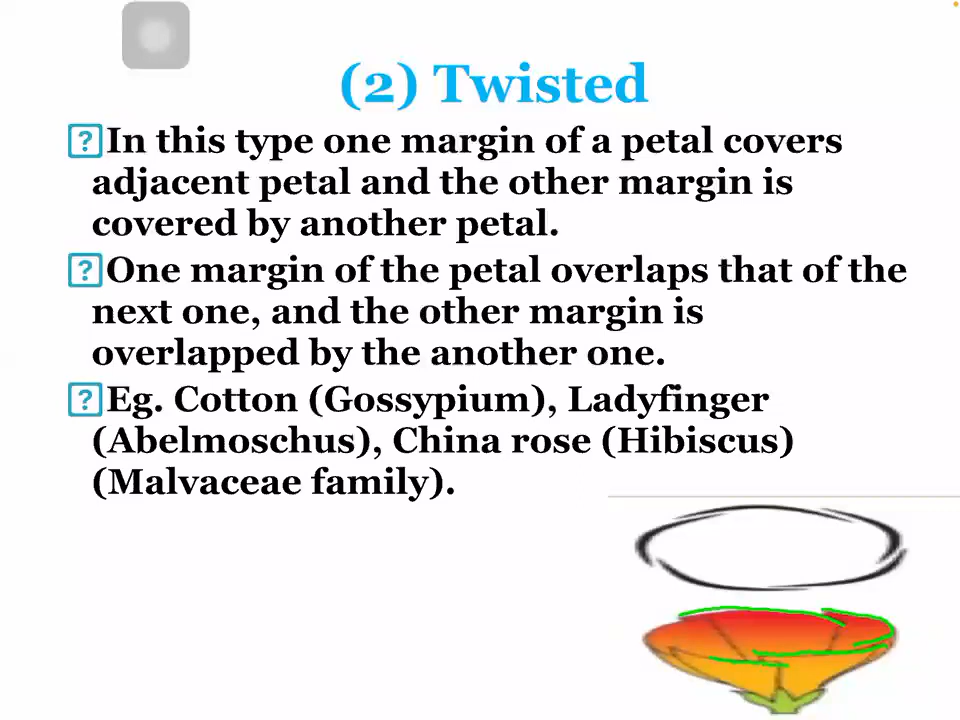 (2) Twisted
In this type one margin of a petal covers
adjacent petal and the other margin is
covered by another petal.
One margin of the petal overlaps that of the
next one, and the other margin is
overlapped by the another one.
Eg. Cotton (Gossypium), Ladyfinger
(Abelmoschus), China rose (Hibiscus)
(Malvaceae family).